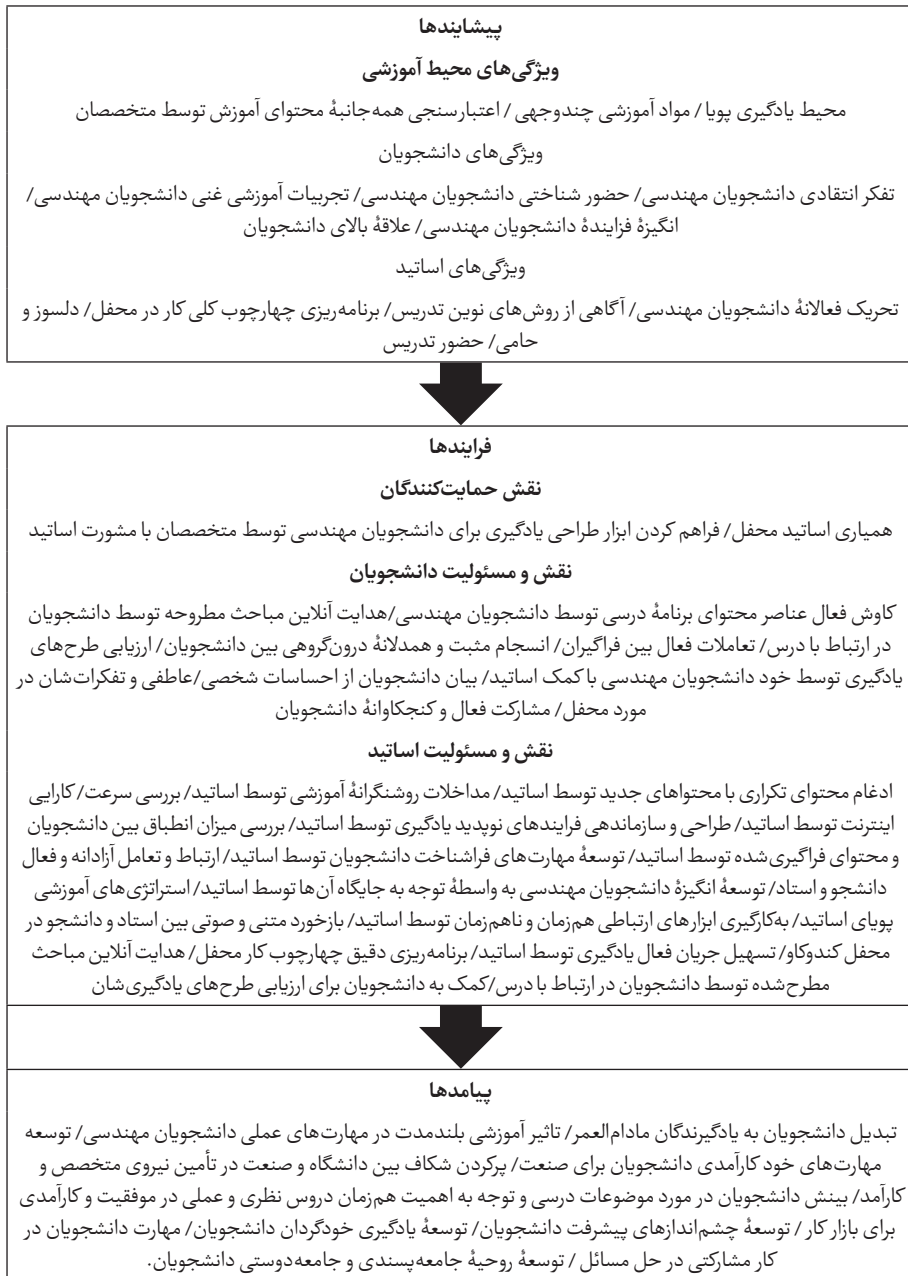 پیشایندها
ویژگی‌های محیط آموزشی
محیط یادگیری پویا/ مواد آموزشی چندوجهی / اعتبارسنجی همه‌جانبهٔ محتوای آموزش توسط متخصصان
ویژگی‌های دانشجویان
تفکر انتقادی دانشجویان مهندسی/ حضور شناختی دانشجویان مهندسی/ تجربیات آموزشی غنی دانشجویان مهندسی/
انگیزهٔ فزایندهٔ دانشجویان مهندسی/ علاقهٔ بالای دانشجویان
ویژگی‌های اساتید
تحریک فعالانهٔ دانشجویان مهندسی/ آگاهی از روش‌های نوین تدریس/ برنامه‌ریزی چهارچوب کلی کار در محفل/ دلسوز و
حامی/ حضور تدریس
فرایندها
نقش حمایت‌کنندگان
همیاری اساتید محفل/ فراهم کردن ابزار طراحی یادگیری برای دانشجویان مهندسی توسط متخصصان با مشورت اساتید
نقش و مسئولیت دانشجویان
کاوش فعال عناصر محتوای برنامهٔ درسی توسط دانشجویان مهندسی/هدایت آنلاین مباحث مطروحه توسط دانشجویان
در ارتباط با درس/ تعاملات فعال بین فراگیران/ انسجام مثبت و همدلانهٔ درون‌گروهی بین دانشجویان/ ارزیابی طرح‌های
یادگیری توسط خود دانشجویان مهندسی با کمک اساتید/ بیان دانشجویان از احساسات شخصی/عاطفی و تفکرات‌شان در
مورد محفل/ مشارکت فعال و کنجکاوانهٔ دانشجویان
نقش و مسئولیت اساتید
ادغام محتوای تکراری با محتواهای جدید توسط اساتید/ مداخلات روشنگرانهٔ آموزشی توسط اساتید/ بررسی سرعت/کارایی
اینترنت توسط اساتید/ طراحی و سازماندهی فرایندهای نوپدید یادگیری توسط اساتید/ بررسی میزان انطباق بین دانشجویان
و محتوای فراگیری‌شده توسط اساتید/ توسعهٔ مهارت‌های فراشناخت دانشجویان توسط اساتید/ ارتباط و تعامل آزادانه و فعال
دانشجو و استاد/ توسعهٔ انگیزهٔ دانشجویان مهندسی به واسطهٔ توجه به جایگاه آن‌ها توسط اساتید/ استراتژی‌های آموزشی
پویای اساتید/ به‌کارگیری ابزارهای ارتباطی هم‌زمان و ناهم‌زمان توسط اساتید/ بازخورد متنی و صوتی بین استاد و دانشجو در
محفل کندوکاو/ تسهیل جریان فعال یادگیری توسط اساتید/ برنامه‌ریزی دقیق چهارچوب کار محفل/ هدایت آنلاین مباحث
مطرح‌شده توسط دانشجویان در ارتباط با درس/کمک به دانشجویان برای ارزیابی طرح‌های یادگیری‌شان
پیامدها
تبدیل دانشجویان به یادگیرندگان مادام‌العمر/ تاثیر آموزشی بلندمدت در مهارت‌های عملی دانشجویان مهندسی/ توسعه
مهارت‌های خود کارآمدی دانشجویان برای صنعت/ پرکردن شکاف بین دانشگاه و صنعت در تأمین نیروی متخصص و
کارآمد/ بینش دانشجویان در مورد موضوعات درسی و توجه به اهمیت هم‌زمان دروس نظری و عملی در موفقیت و کارآمدی
برای بازار کار / توسعهٔ چشم‌اندازهای پیشرفت دانشجویان/ توسعهٔ یادگیری خودگردان دانشجویان/ مهارت دانشجویان در
کار مشارکتی در حل مسائل / توسعهٔ روحیهٔ جامعه‌پسندی و جامعه‌دوستی دانشجویان.